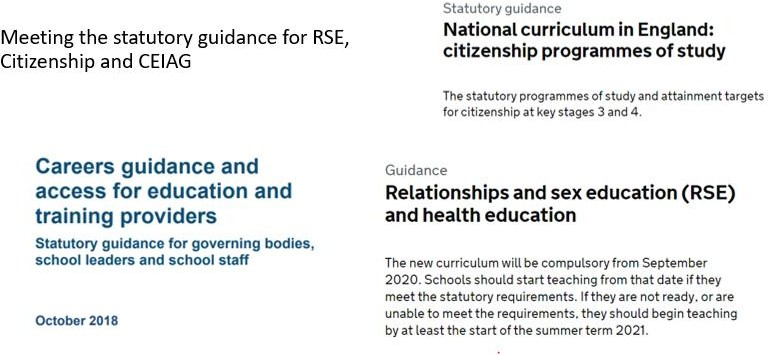 Meeting the statutory guidance for RSE,
Citizenship and CEIAG
Statutory guidance
National curriculum in England:
citizenship programmes of study
The statutory programmes of study and attainment targets
for citizenship at key stages 3 and 4.
Careers guidance and
access for education and
training providers
Statutory guidance for governing bodies,
school leaders and school staff
October 2018
Guidance
Relationships and sex education (RSE)
and health education
The new curriculum will be compulsory from September
2020. Schools should start teaching from that date if they
meet the statutory requirements. If they are not ready, or are
unable to meet the requirements, they should begin teaching
by at least the start of the summer term 2021.